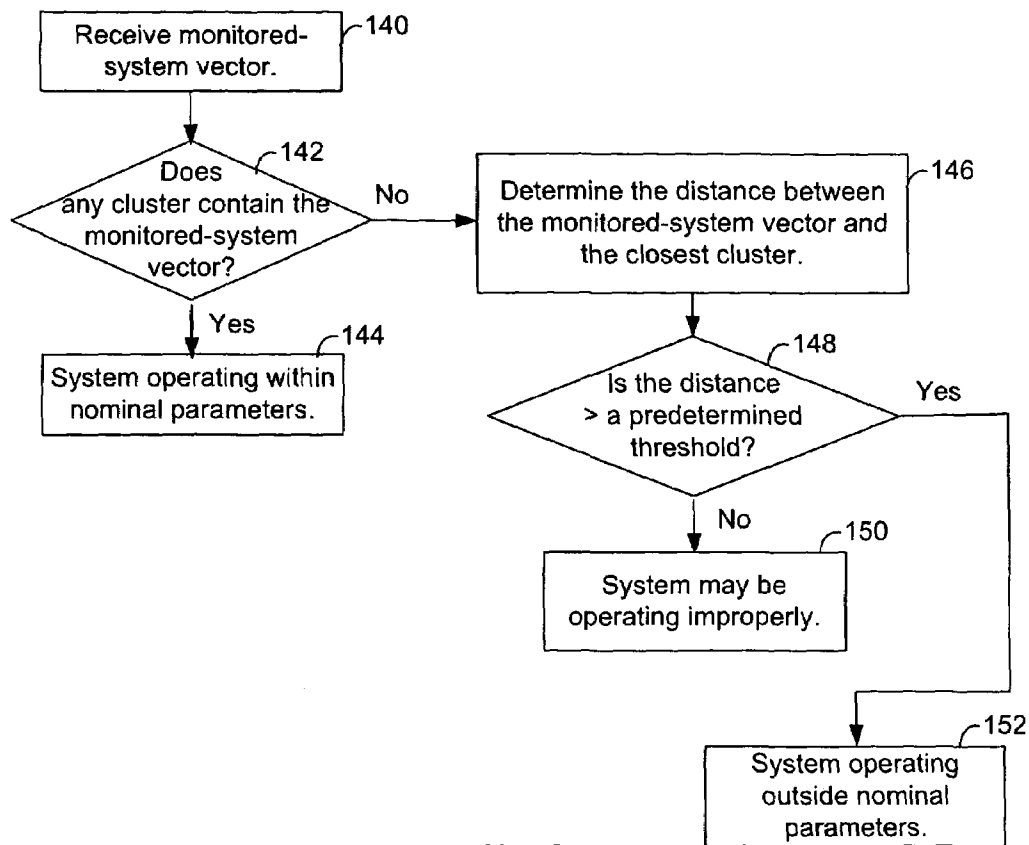 Receive monitored-
system vector.
140
Does
any cluster contain the
monitored-system
vector?
142
No
Yes
System operating within
nominal parameters.
144
Determine the distance between
the monitored-system vector and
the closest cluster.
146
Is the distance
> a predetermined
threshold?
148
Yes
No
System may be
operating improperly.
150
System operating
outside nominal
parameters.
152